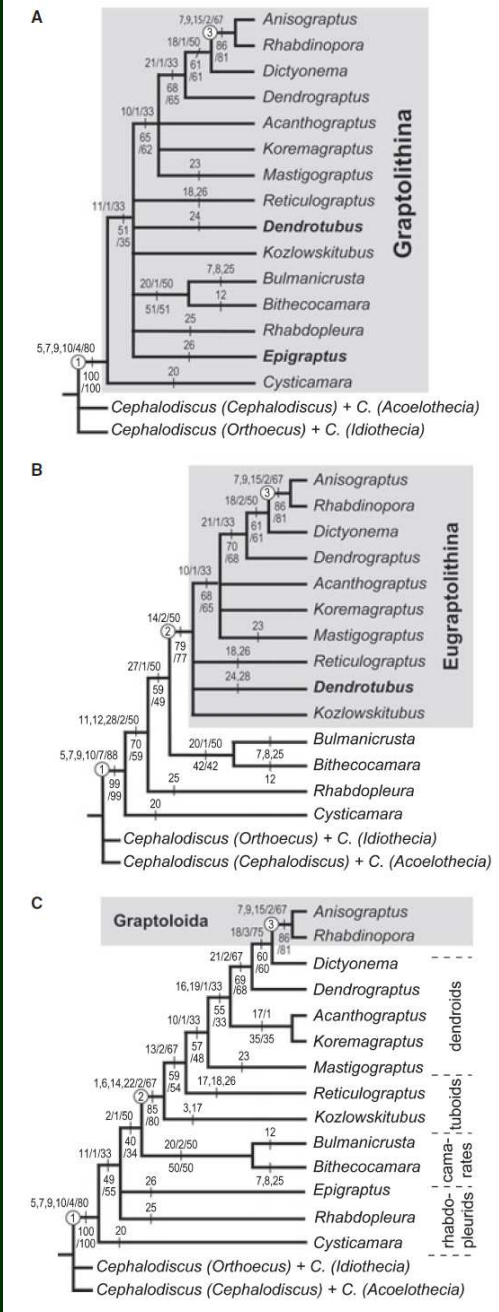 A
7,9,15/2/67
Anisograptus
3
86
/81
Rhabdinopora
18/1/50
61
/61
Dictyonema
21/1/33
68
/65
Dendrograptus
10/1/33
65
/62
Acanthograptus
Koremagraptus
23
Mastigograptus
18,26
Reticulograptus
11/1/33
51
/35
24
Dendrotubus
Kozlowskitubus
7,8,25
Bulmanicrusta
20/1/50
51/51
12
Bithecocamara
25
Rhabdopleura
26
Epigraptus
5,7,9,10/4/80
1
100
/100
20
Cysticamara
Graptolithina
Cephalodiscus (Cephalodiscus) + C. (Acoelothecia)
Cephalodiscus (Orthoecus) + C. (Idiothecia)
B
7,9,15/2/67
Anisograptus
3
86
/81
Rhabdinopora
18/2/50
61
/61
Dictyonema
21/1/33
70
/68
Dendrograptus
10/1/33
68
/65
Acanthograptus
Koremagraptus
23
Mastigograptus
14/2/50
2
79
/77
18,26
Reticulograptus
24,28
Dendrotubus
Kozlowskitubus
Eugraptolithina
27/1/50
59
/49
20/1/50
42/42
Bulmanicrusta
7,8,25
Bithecocamara
12
11,12,28/2/50
70
/59
25
Rhabdopleura
5,7,9,10/7/88
1
99
/99
20
Cysticamara
Cephalodiscus (Orthoecus) + C. (Idiothecia)
Cephalodiscus (Cephalodiscus) + C. (Acoelothecia)
C
Graptoloida
7,9,15/2/67
Anisograptus
3
86
/81
Rhabdinopora
18/3/75
60
/60
Dictyonema
21/2/67
69
/68
Dendrograptus
16,19/1/33
55
/33
Acanthograptus
17/1
35/35
Koremagraptus
dendroids
10/1/33
57
/48
23
Mastigograptus
13/2/67
59
/54
17,18,26
Reticulograptus
1,6,14,22/2/67
2
85
/80
3,17
Kozlowskitubus
tuboids
2/1/50
40
/34
20/2/50
50/50
12
Bulmanicrusta
7,8,25
Bithecocamara
cama-
rates
11/1/33
49
/55
26
Epigraptus
25
Rhabdopleura
5,7,9,10/4/80
1
100
/100
20
Cysticamara
rhabdo-
pleurids
Cephalodiscus (Orthoecus) + C. (Idiothecia)
Cephalodiscus (Cephalodiscus) + C. (Acoelothecia)